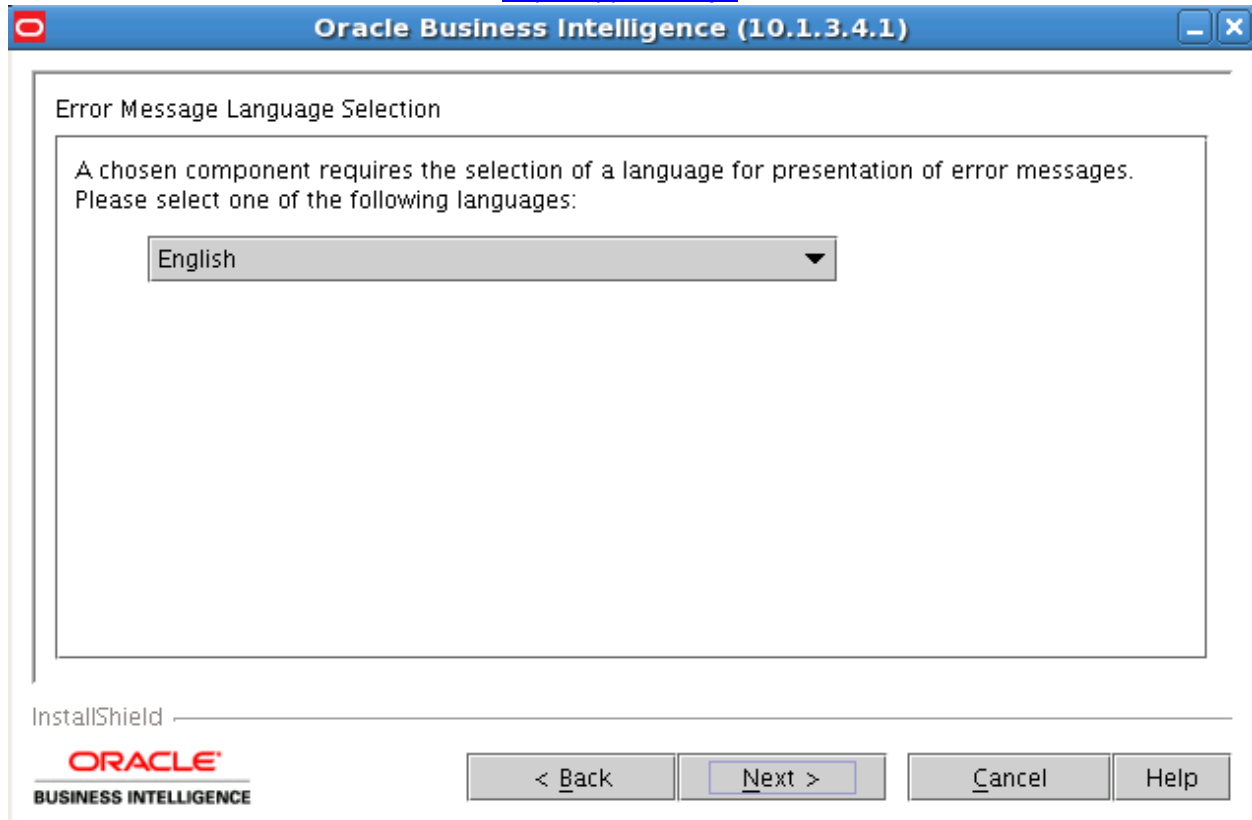 Oracle Business Intelligence (10.1.3.4.1)
Error Message Language Selection
A chosen component requires the selection of a language for presentation of error messages.
Please select one of the following languages:
English
InstallShield
ORACLE
BUSINESS INTELLIGENCE
< Back
Next >
Cancel
Help